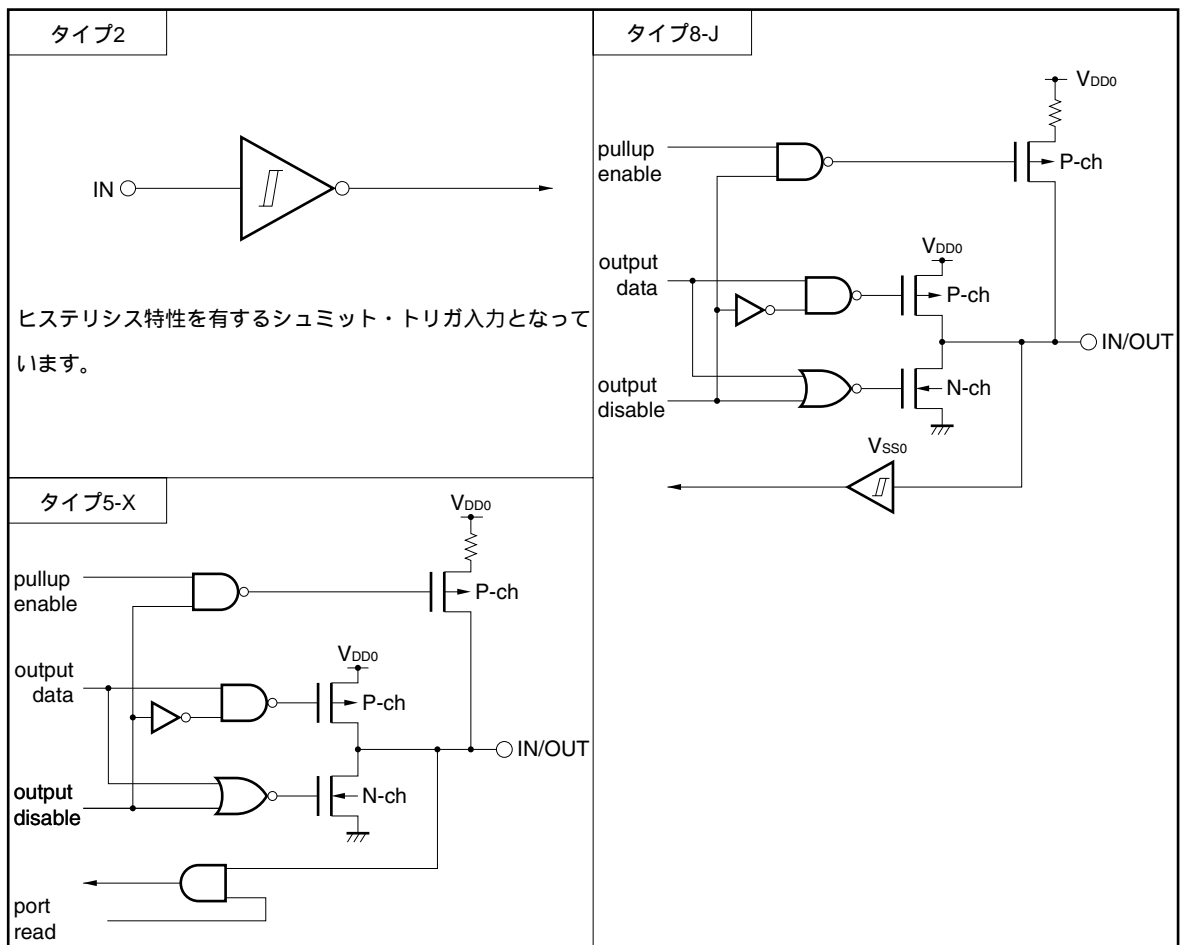 タイプ2
IN
ヒステリシス特性を有するシュミット・トリガ入力となって
います。
タイプ5-X
pullup
enable
VDD0
P-ch
output
data
VDD0
P-ch
IN/OUT
output
disable
N-ch
port
read
タイプ8-J
pullup
enable
VDD0
P-ch
output
data
VDD0
P-ch
IN/OUT
output
disable
N-ch
VSS0